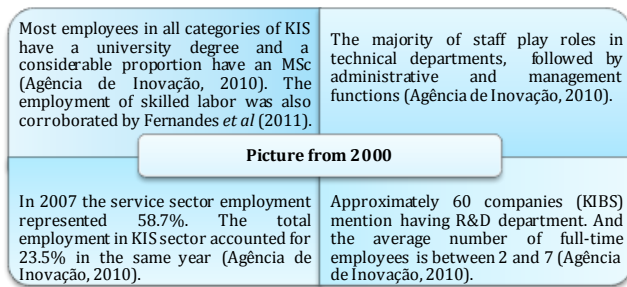 Most employees in all categories of KIS
have a university degree and a
considerable proportion have an MSc
(Agência de Inovação, 2010). The
employment of skilled labor was also
corroborated by Fernandes et al (2011).
The majority of staff play roles in
technical departments, followed by
administrative and management
functions (Agência de Inovação, 2010).
Picture from 2000
In 2007 the service sector employment
represented 58.7%. The total
employment in KIS sector accounted for
23.5% in the same year (Agência de
Inovação, 2010).
Approximately 60 companies (KIBS)
mention having R&D department. And
the average number of full-time
employees is between 2 and 7 (Agência
de Inovação, 2010).